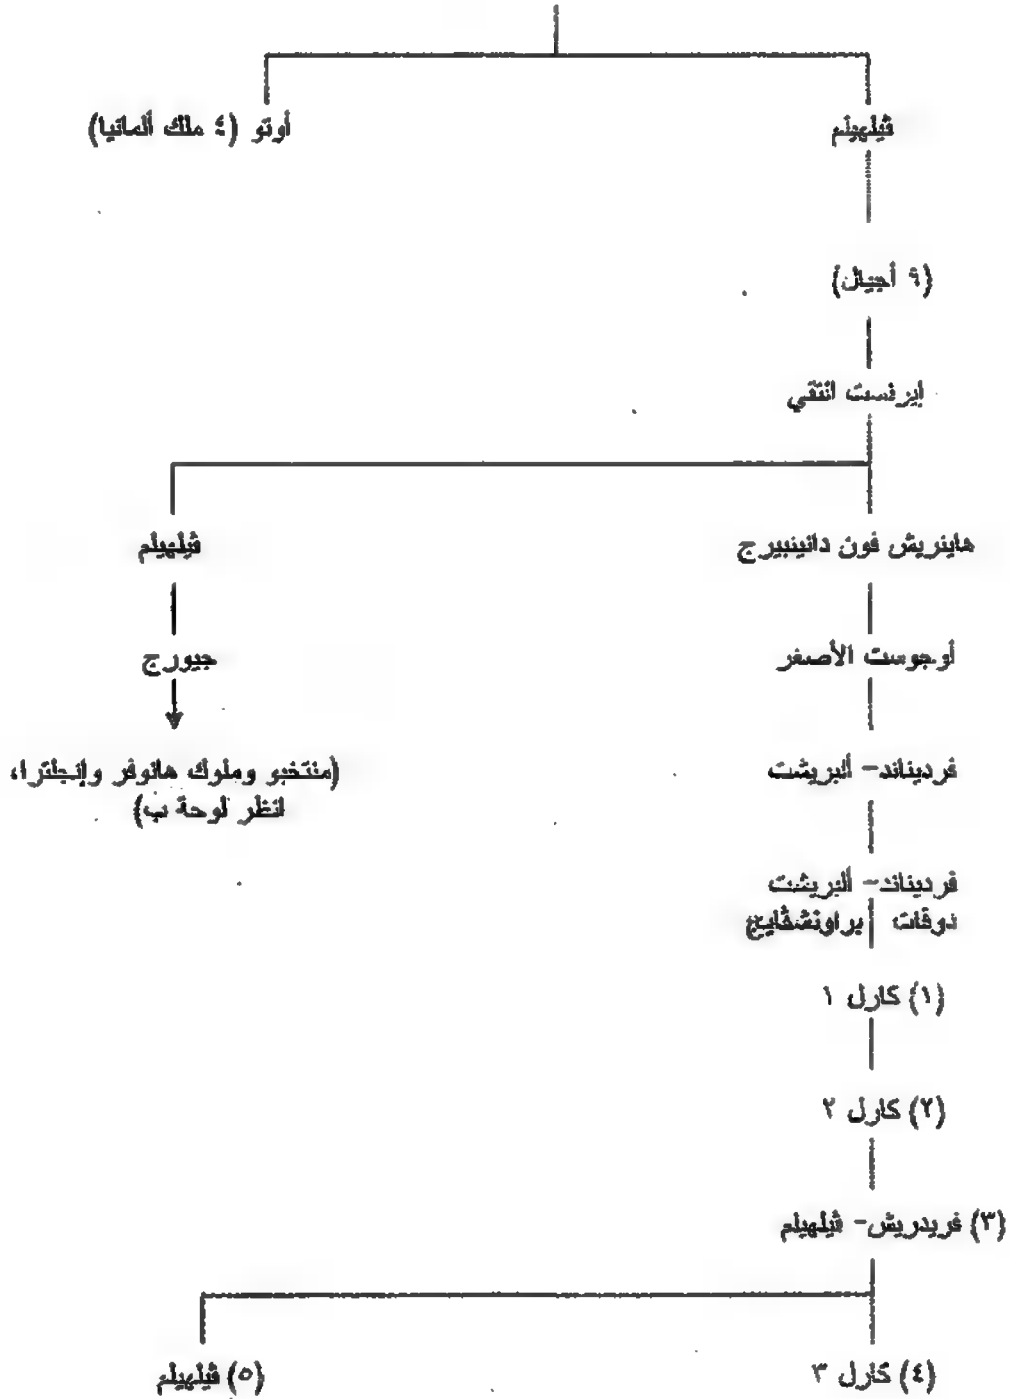 ڤيلهيلم
أوتو (٤ ملك ألمانيا)
(٩ أجيال)
إيرنست التقي
هاينريش فون دانينبيرج
ڤيلهيلم
أوجوست الأصغر
جيورج
فرديناند- ألبريشت
(منتخبو وملوك هانوفر وإنجلترا،
انظر لوحة ب)
فرديناند- ألبريشت
دوقات براونشڤايج
(١) كارل ١
(٢) كارل ٢
(٣) فريدريش- ڤيلهيلم
(٤) كارل ٣
(٥) ڤيلهيلم